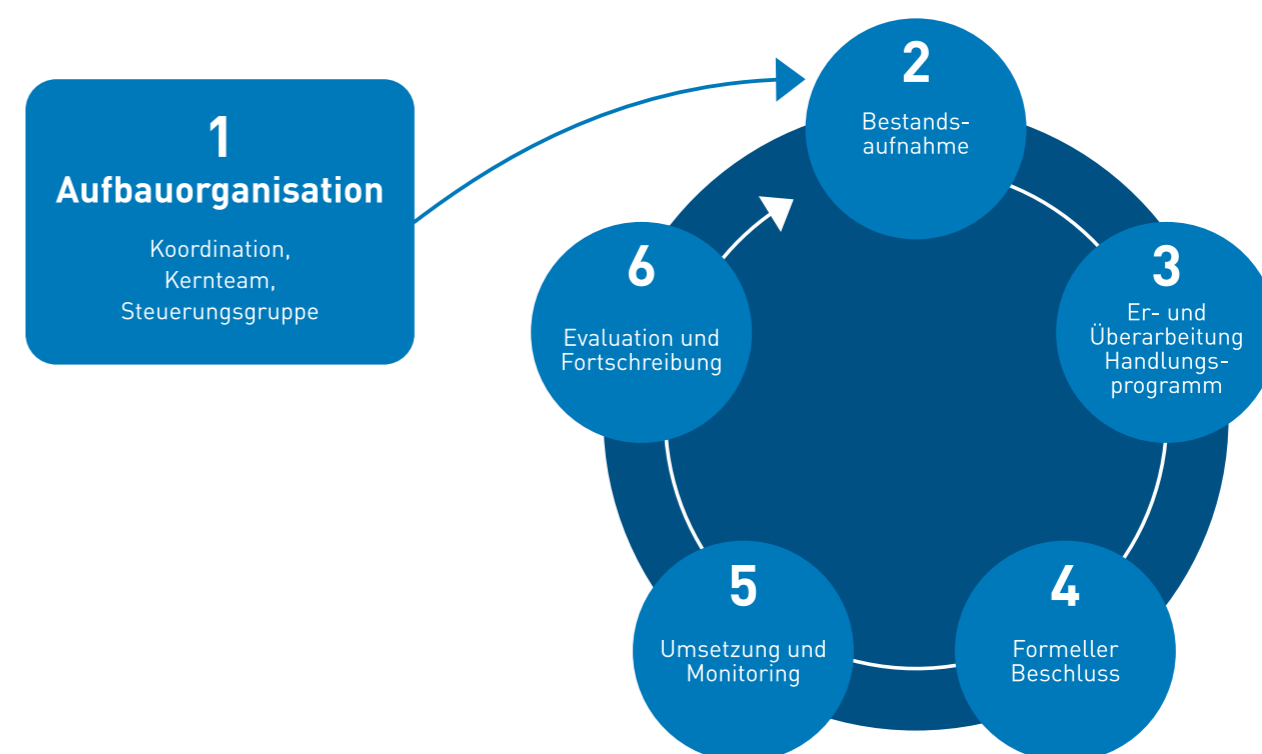 1
Aufbauorganisation
Koordination,
Kernteam,
Steuerungsgruppe
2
Bestands-
aufnahme
3
Er- und
Überarbeitung
Handlungs-
programm
4
Formeller
Beschluss
5
Umsetzung und
Monitoring
6
Evaluation und
Fortschreibung